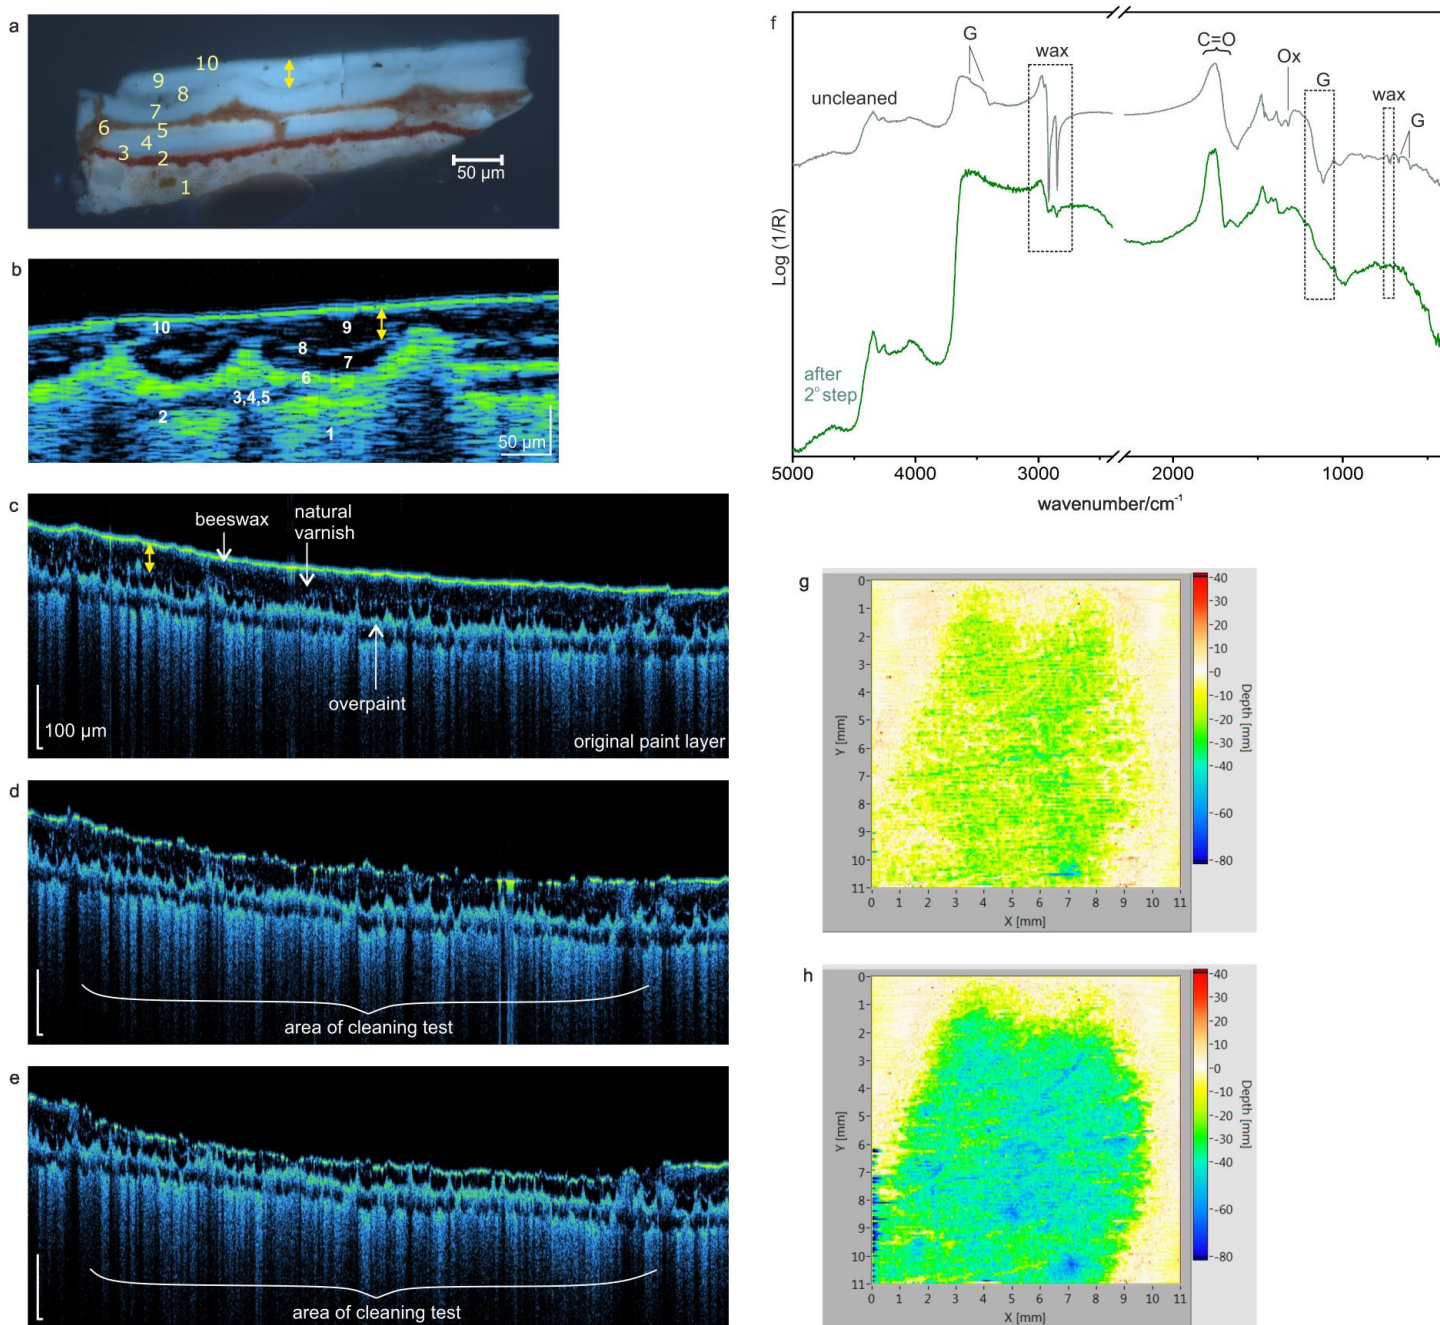 a
10
9
8
7
6
5
4
3
2
1
50 µm
b
10
9
8
7
6
3,4,5
2
1
50 µm
c
beeswax
natural
varnish
overpaint
100 µm
original paint layer
d
area of cleaning test
e
area of cleaning test
f
G
wax
C=O
Ox
G
wax
G
uncleaned
Log (1/R)
after
2° step
5000 4000 3000 2000 1000
wavenumber/cm⁻¹
g
0
1
2
3
4
5
6
7
8
9
10
11
Y [mm]
0 1 2 3 4 5 6 7 8 9 10 11
X [mm]
40
30
20
10
0
-10
-20
-30
-40
-60
-80
Depth [mm]
h
0
1
2
3
4
5
6
7
8
9
10
11
Y [mm]
0 1 2 3 4 5 6 7 8 9 10 11
X [mm]
40
30
20
10
0
-10
-20
-30
-40
-60
-80
Depth [mm]